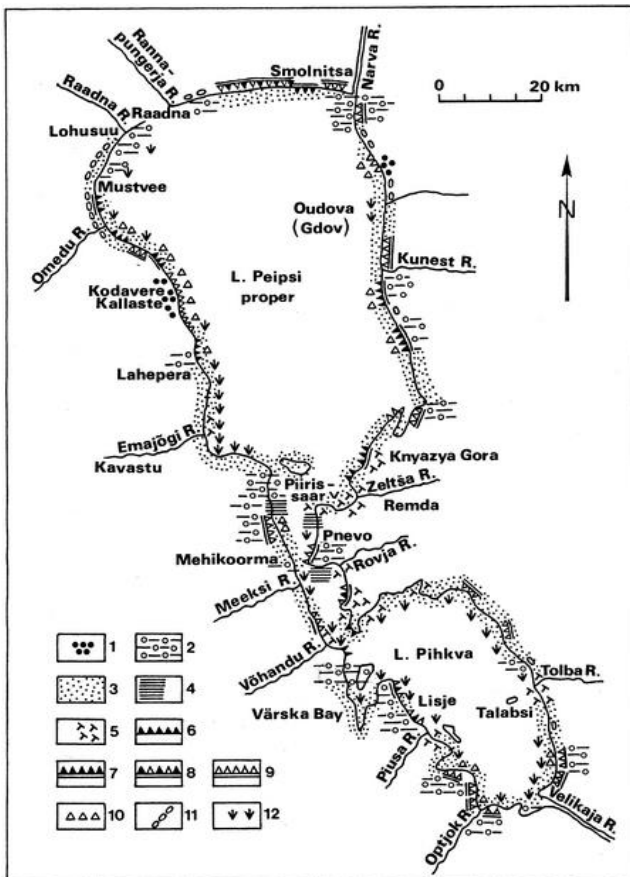 Ranna-
pungerja R.
Smolnitsa
Narva R.
0 20 km
Raadna R.
Raadna
Lohusuu
N
Mustvee
Oudova
(Gdov)
Omedu R.
Kunest R.
L. Peipsi
proper
Kodavere
Kallaste
Lahepera
Emajõgi R.
Kavastu
Knyazya Gora
Piiris-
saar
Zeltša R.
Remda
Pnevo
Mehikoorma
Rovja R.
Meeksi R.
L. Pihkva
Võhandu R.
Tolba R.
Värska Bay
Lisje
Talabsi
Piusa R.
Velikaja R.
Optjok R.
1 2
3 4
5 6
7 8 9
10 11 12